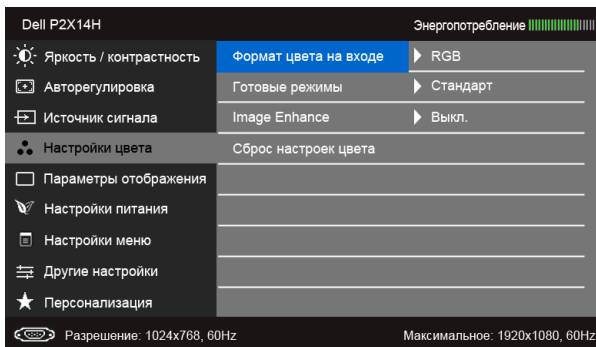 Dell P2X14H Энергопотребление
Яркость / контрастность Формат цвета на входе RGB
Авторегулировка Готовые режимы Стандарт
Источник сигнала Image Enhance Выкл.
Настройки цвета Сброс настроек цвета
Параметры отображения
Настройки питания
Настройки меню
Другие настройки
Персонализация
Разрешение: 1024x768, 60Hz Максимальное: 1920x1080, 60Hz